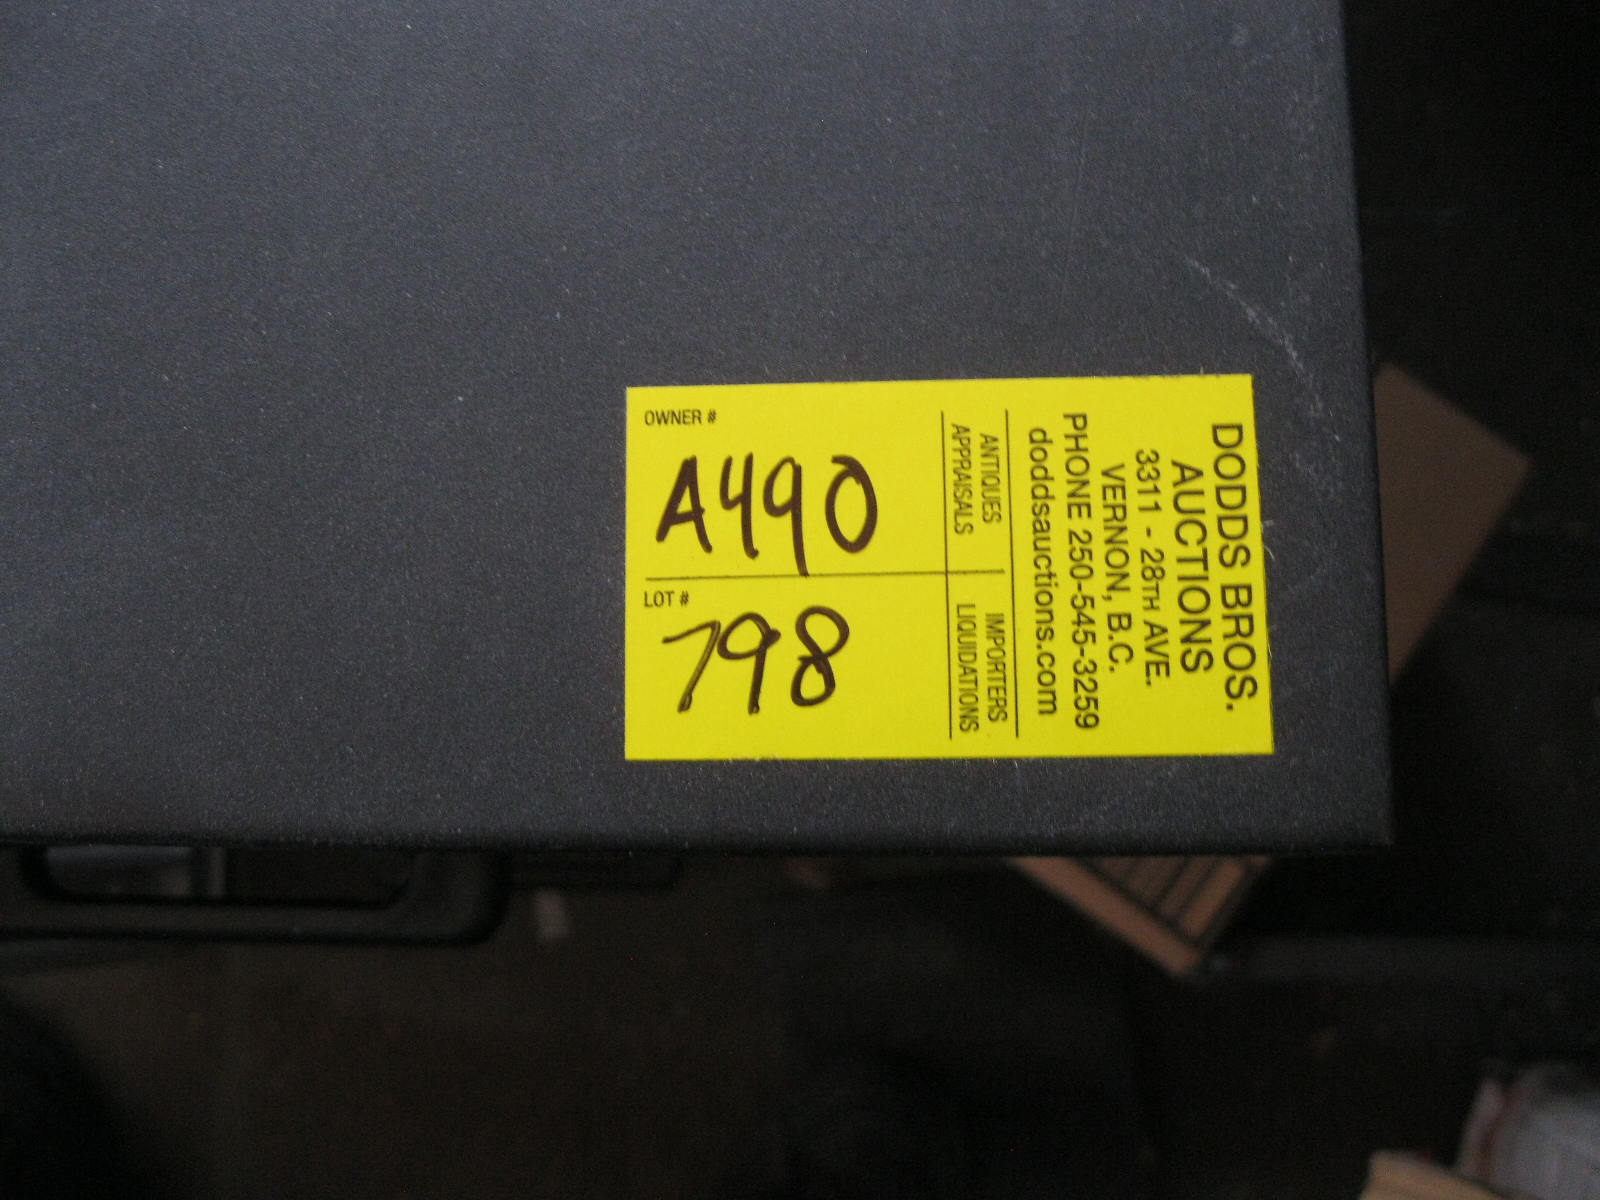 OWNER #
A490
LOT #
798
ANTIQUES
APPRAISALS
IMPORTERS
LIQUIDATIONS
DODDS BROS.
AUCTIONS
3311 - 28TH AVE.
VERNON, B.C.
PHONE 250-545-3259
doddsauctions.com